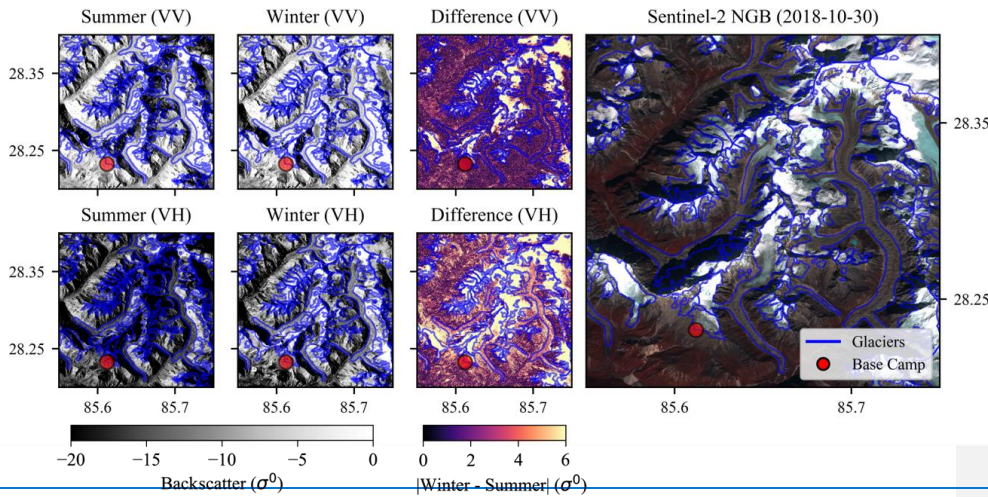 Summer (VV)
Winter (VV)
Difference (VV)
Sentinel-2 NGB (2018-10-30)
28.35
28.25
28.35
28.25
Summer (VH)
Winter (VH)
Difference (VH)
28.35
28.25
Glaciers
Base Camp
85.6
85.7
85.6
85.7
85.6
85.7
85.6
85.7
−20
−15
−10
−5
0
0
2
4
6
Backscatter (σ⁰)
|Winter - Summer| (σ⁰)